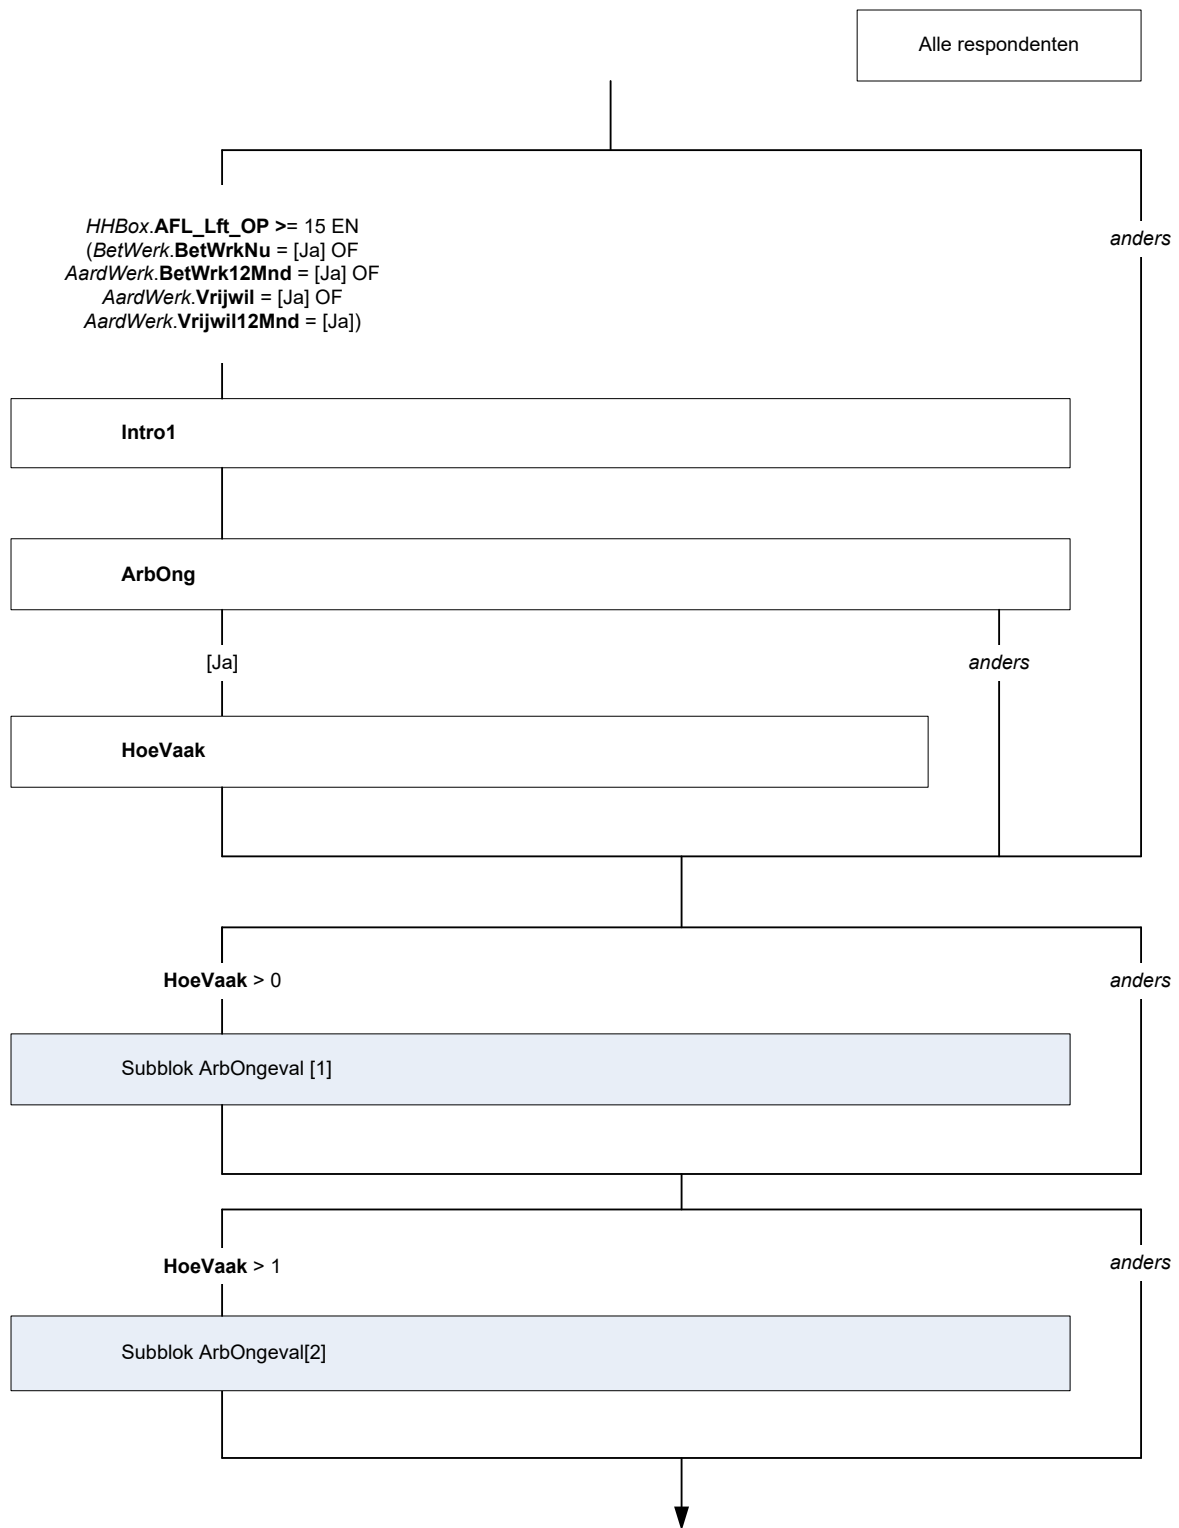 Alle respondenten
HHBox.AFL_Lft_OP >= 15 EN
(BetWerk.BetWrkNu = [Ja] OF
AardWerk.BetWrk12Mnd = [Ja] OF
AardWerk.Vrijwil = [Ja] OF
AardWerk.Vrijwil12Mnd = [Ja])
anders
Intro1
ArbOng
[Ja]
anders
HoeVaak
HoeVaak > 0
anders
Subblok ArbOngeval [1]
HoeVaak > 1
anders
Subblok ArbOngeval[2]